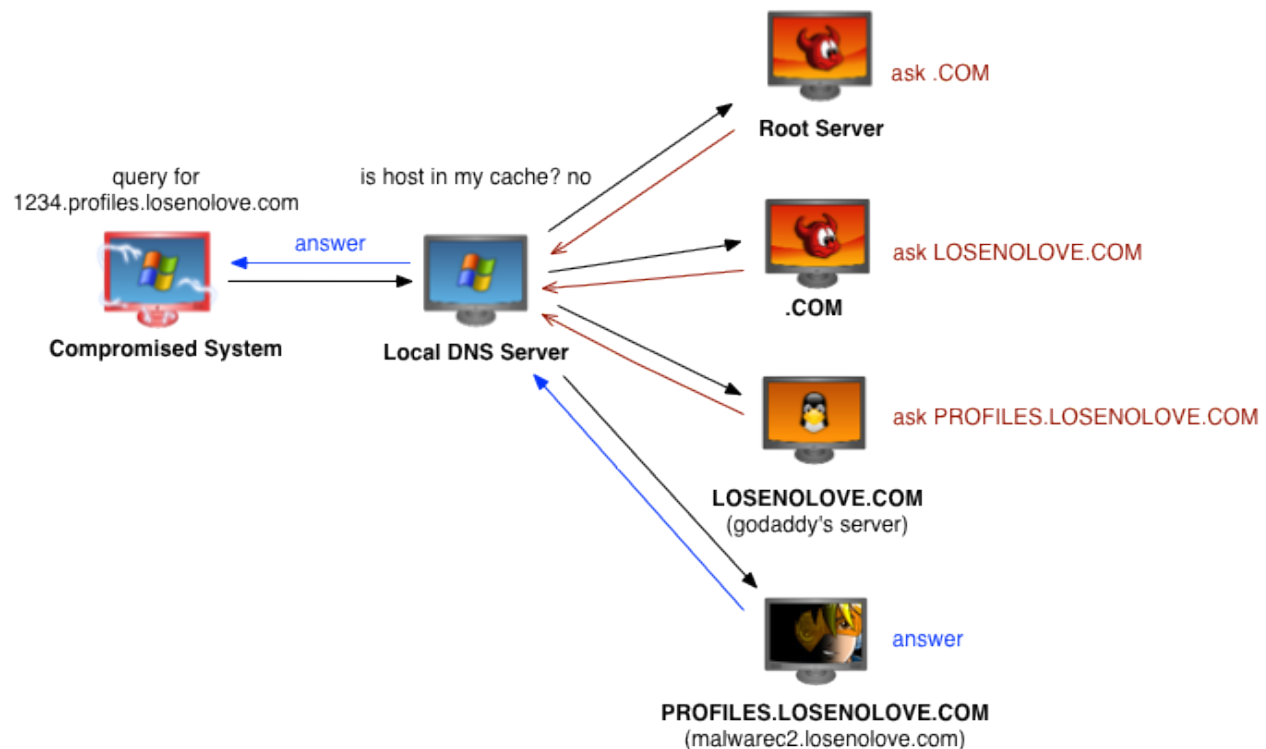 ask .COM
Root Server
query for
1234.profiles.losenolove.com
is host in my cache? no
answer
Compromised System
Local DNS Server
ask LOSENOLOVE.COM
.COM
ask PROFILES.LOSENOLOVE.COM
LOSENOLOVE.COM
(godaddy's server)
answer
PROFILES.LOSENOLOVE.COM
(malwarec2.losenolove.com)